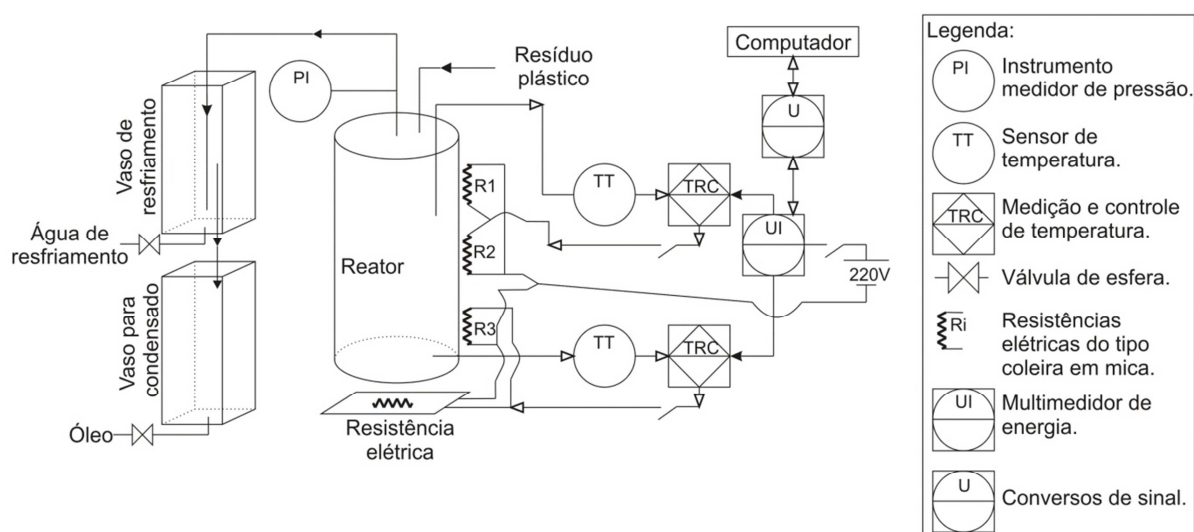 Computador
Resíduo
plástico
PI
U
Vaso de
resfriamento
R1
TT
TRC
UI
R2
Água de
resfriamento
Reator
220V
Vaso para
condensado
R3
TT
TRC
Óleo
Resistência
elétrica
Legenda:
PI
Instrumento
medidor de pressão.
TT
Sensor de
temperatura.
TRC
Medição e controle
de temperatura.
Válvula de esfera.
Ri
Resistências
elétricas do tipo
coleira em mica.
UI
Multimedidor de
energia.
U
Conversos de sinal.